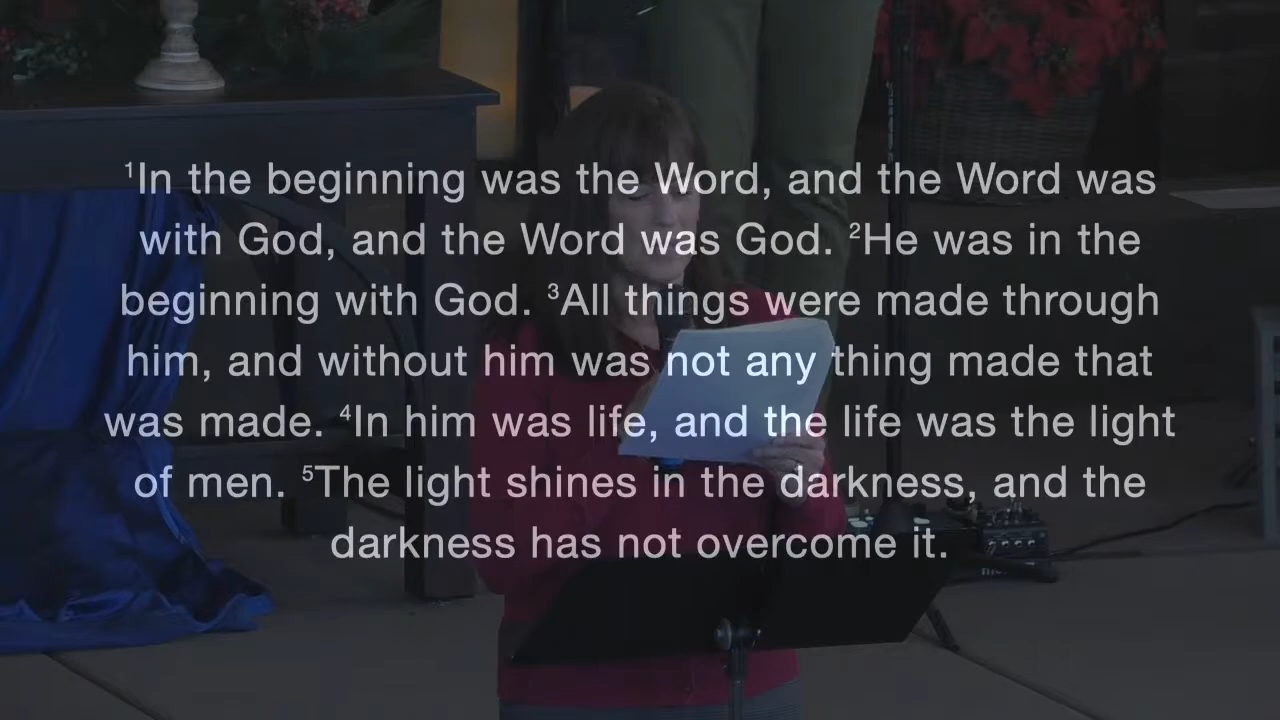 ¹In the beginning was the Word, and the Word was
with God, and the Word was God. ²He was in the
beginning with God. ³All things were made through
him, and without him was not any thing made that
was made. ⁴In him was life, and the life was the light
of men. ⁵The light shines in the darkness, and the
darkness has not overcome it.